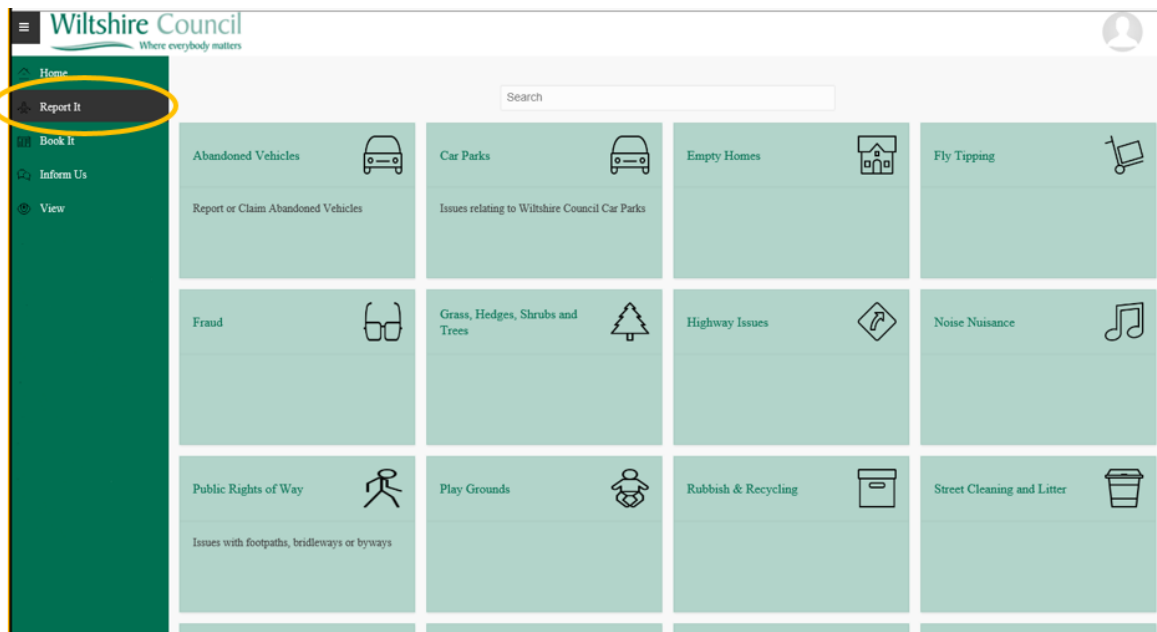 Wiltshire Council
Where everybody matters
Home
Report It
Book It
Inform Us
View
Search
Abandoned Vehicles
Report or Claim Abandoned Vehicles
Car Parks
Issues relating to Wiltshire Council Car Parks
Empty Homes
Fly Tipping
Fraud
Grass, Hedges, Shrubs and
Trees
Highway Issues
Noise Nuisance
Public Rights of Way
Issues with footpaths, bridleways or byways
Play Grounds
Rubbish & Recycling
Street Cleaning and Litter